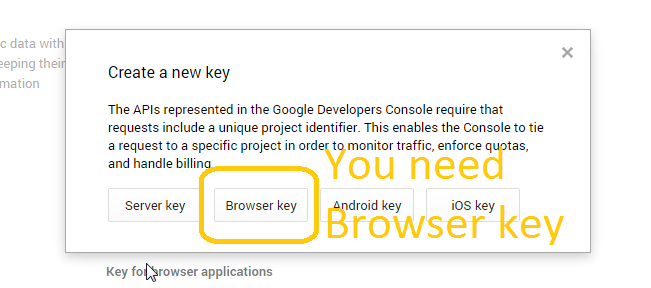 c data with
eeping their
mation
Create a new key
×
The APIs represented in the Google Developers Console require that
requests include a unique project identifier. This enables the Console to tie
a request to a specific project in order to monitor traffic, enforce quotas,
and handle billing.
You need
Server key
Browser key
Android key
iOS key
Browser key
Key for browser applications